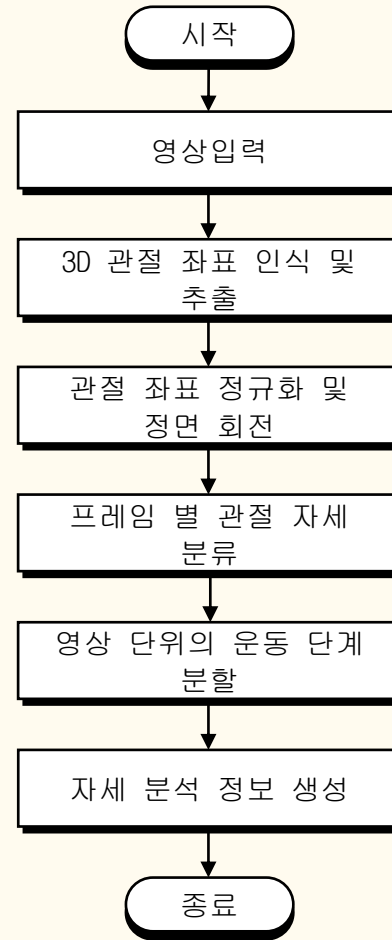 시작
영상입력
3D 관절 좌표 인식 및
추출
관절 좌표 정규화 및
정면 회전
프레임 별 관절 자세
분류
영상 단위의 운동 단계
분할
자세 분석 정보 생성
종료